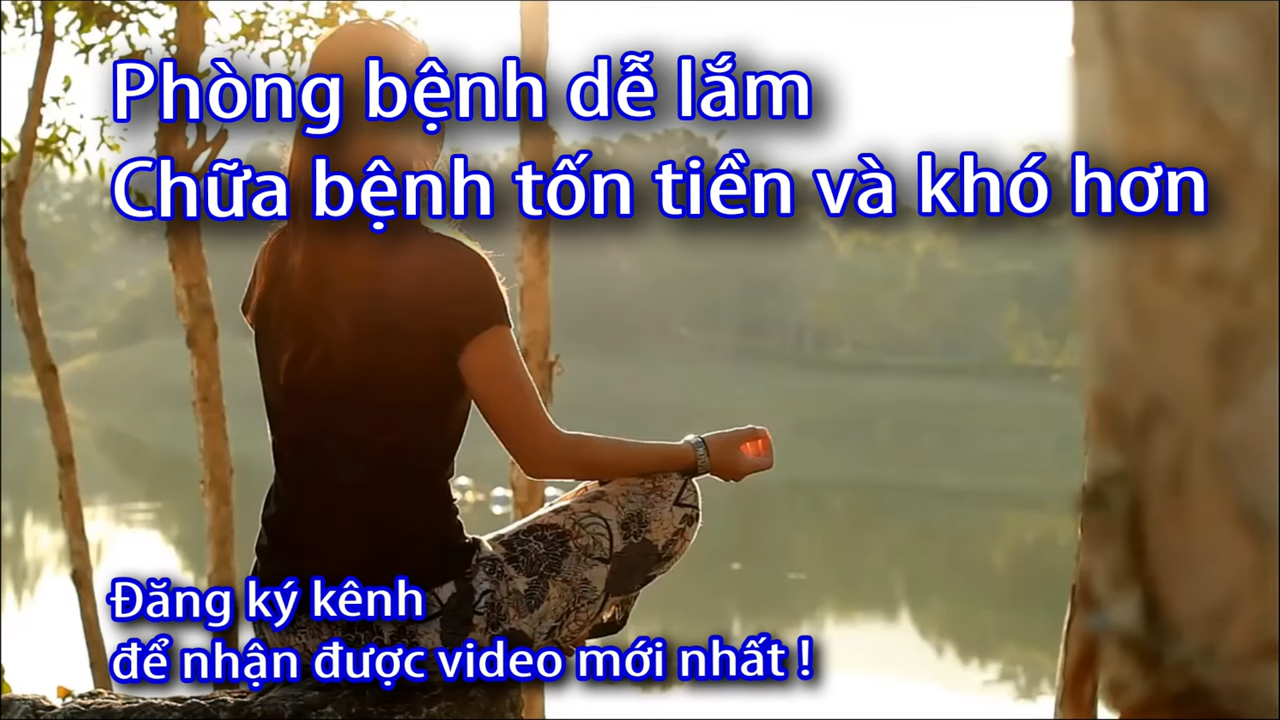 Phòng bệnh dễ lắm
Chữa bệnh tốn tiền và khó hơn
Đăng ký kênh
để nhận được video mới nhất !